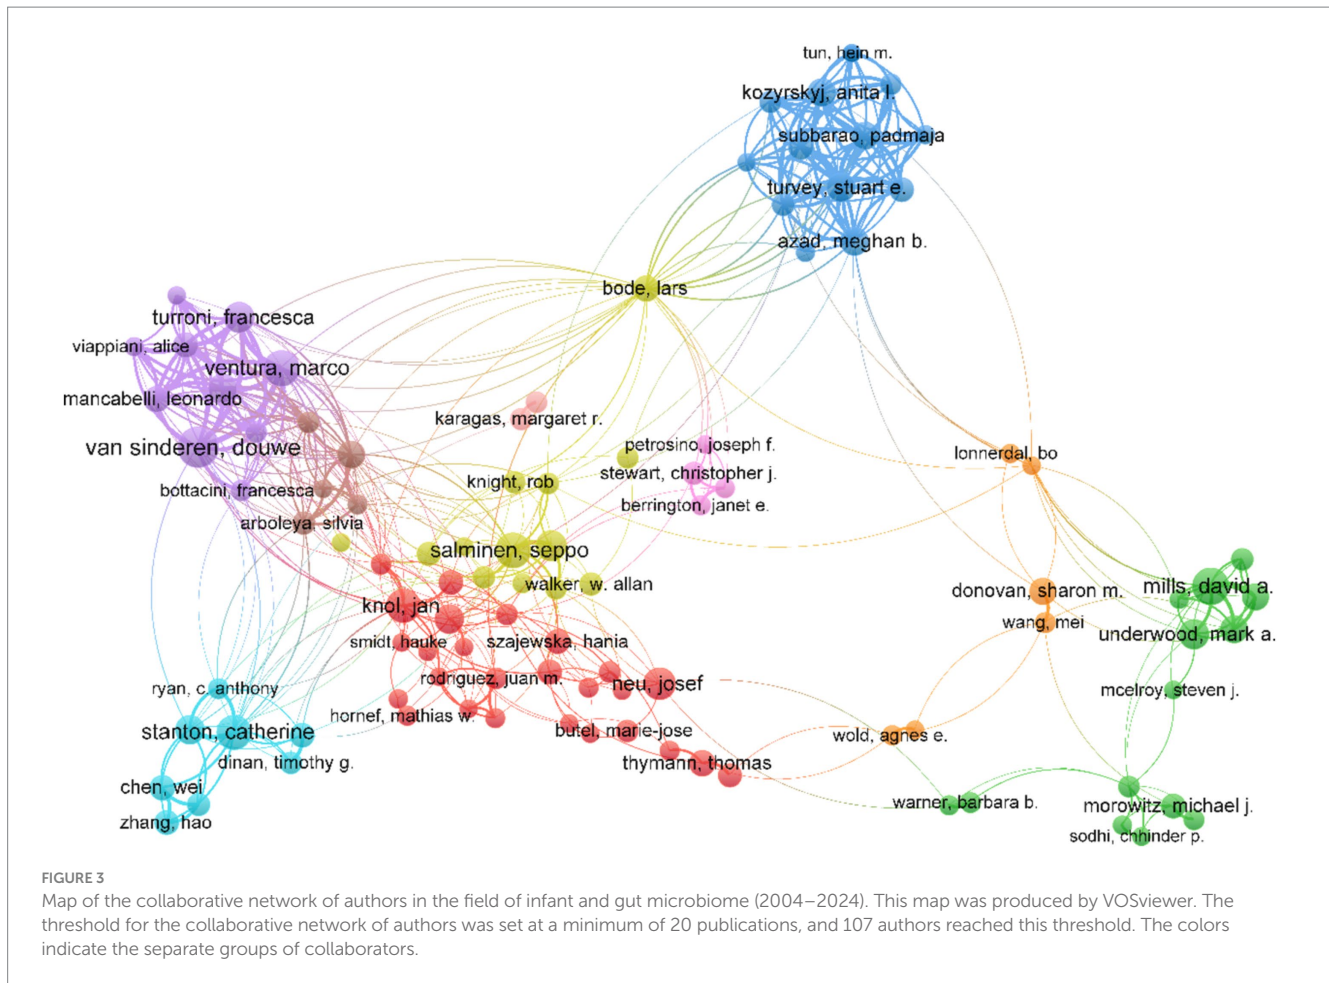 tun, hein m.
kozyrskyj, anita l.
subbarao, padmaja
turvey, stuart e.
azad, meghan b.
bode, lars
turroni, francesca
viappiani, alice
ventura, marco
mancabelli, leonardo
karagas, margaret r.
van sinderen, douwe
petrosino, joseph f.
lonnerdal, bo
stewart, christopher j.
knight, rob
bottacini, francesca
berrington, janet e.
arboleya, silvia
salminen, seppo
walker, w. allan
donovan, sharon m.
mills, david a.
knol, jan
wang, mei
underwood, mark a.
smidt, hauke
szajewska, hania
rodriguez, juan m.
neu, josef
ryan, c. anthony
mcelroy, steven j.
hornef, mathias w.
stanton, catherine
butel, marie-jose
wold, agnes e.
dinan, timothy g.
thymann, thomas
chen, wei
warner, barbara b.
morowitz, michael j.
zhang, hao
sodhi, chhinder p.
FIGURE 3
Map of the collaborative network of authors in the field of infant and gut microbiome (2004–2024). This map was produced by VOSviewer. The
threshold for the collaborative network of authors was set at a minimum of 20 publications, and 107 authors reached this threshold. The colors
indicate the separate groups of collaborators.